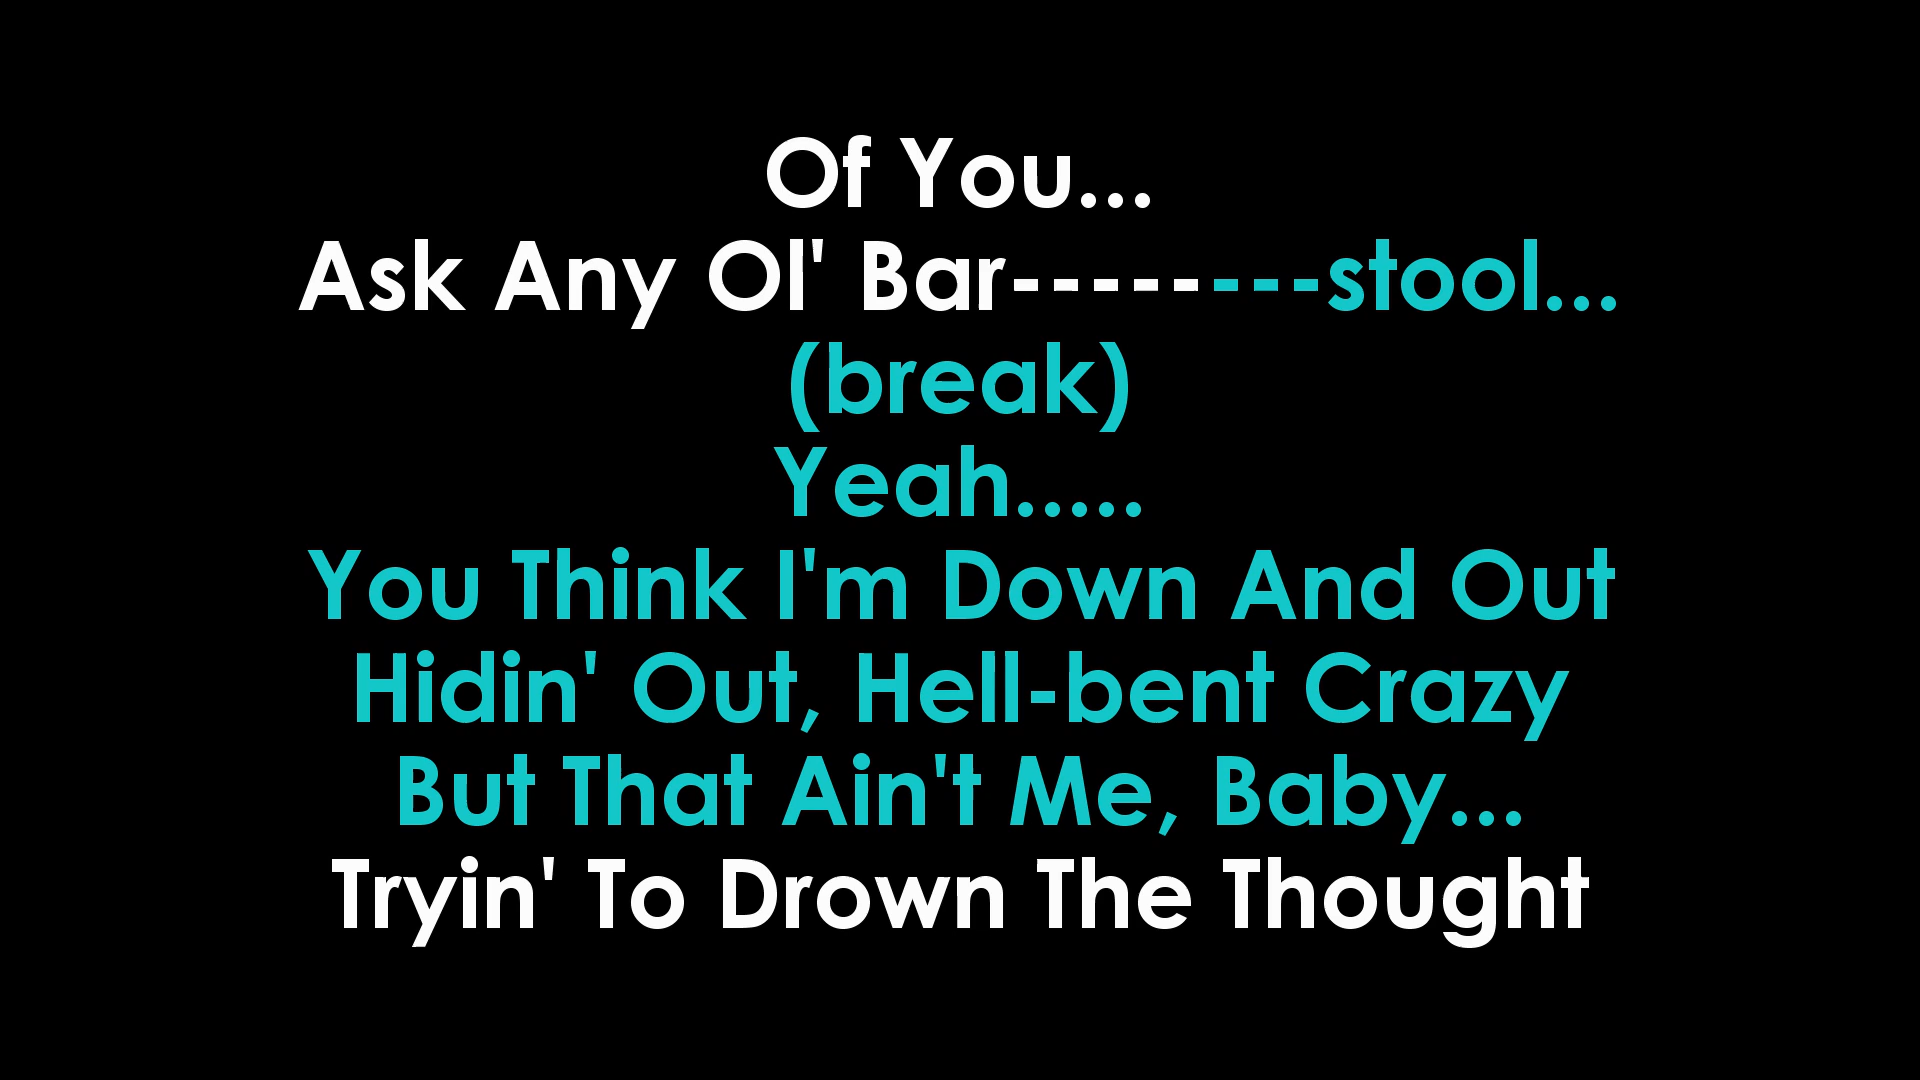 Of You...
Ask Any Ol' Bar--------stool...
(break)
Yeah.....
You Think I'm Down And Out
Hidin' Out, Hell-bent Crazy
But That Ain't Me, Baby...
Tryin' To Drown The Thought